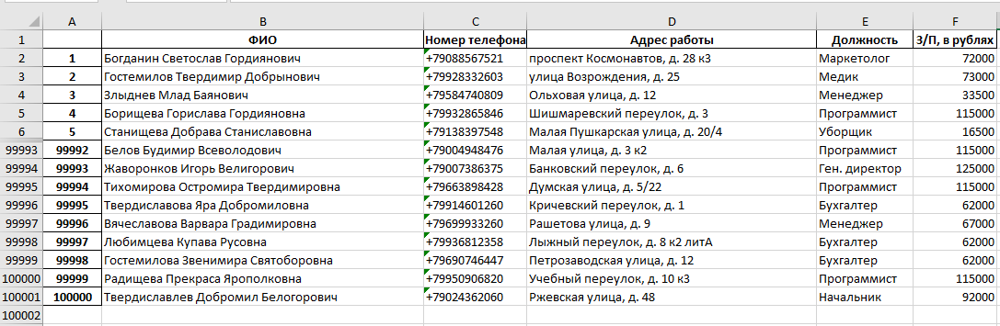 A B C D E F
1 ФИО Номер телефона Адрес работы Должность З/П, в рублях
2 1 Богданин Светослав Гордиянович +79088567521 проспект Космонавтов, д. 28 к3 Маркетолог 72000
3 2 Гостемилов Твердимир Добрынович +79928332603 улица Возрождения, д. 25 Медик 73000
4 3 Злыднев Млад Баянович +79584740809 Ольховая улица, д. 12 Менеджер 33500
5 4 Борищева Горислава Гордияновна +79932865846 Шишмаревский переулок, д. 3 Программист 115000
6 5 Станищева Добрава Станиславовна +79138397548 Малая Пушкарская улица, д. 20/4 Уборщик 16500
99993 99992 Белов Будимир Всеволодович +79004948476 Малая улица, д. 3 к2 Программист 115000
99994 99993 Жаворонков Игорь Велигорович +79007386375 Банковский переулок, д. 6 Ген. директор 125000
99995 99994 Тихомирова Остромира Твердимировна +79663898428 Думская улица, д. 5/22 Программист 115000
99996 99995 Твердиславова Яра Добромиловна +79914601260 Кричевский переулок, д. 1 Бухгалтер 62000
99997 99996 Вячеславова Варвара Градимировна +79699933260 Рашетова улица, д. 9 Менеджер 67000
99998 99997 Любимцева Купава Русовна +79936812358 Лыжный переулок, д. 8 к2 литА Бухгалтер 62000
99999 99998 Гостемилова Звенимира Святоборовна +79690746447 Петрозаводская улица, д. 12 Бухгалтер 62000
100000 99999 Радищева Прекраса Ярополковна +79950906820 Учебный переулок, д. 10 к3 Программист 115000
100001 100000 Твердиславлев Добромил Белогорович +79024362060 Ржевская улица, д. 48 Начальник 92000
100002